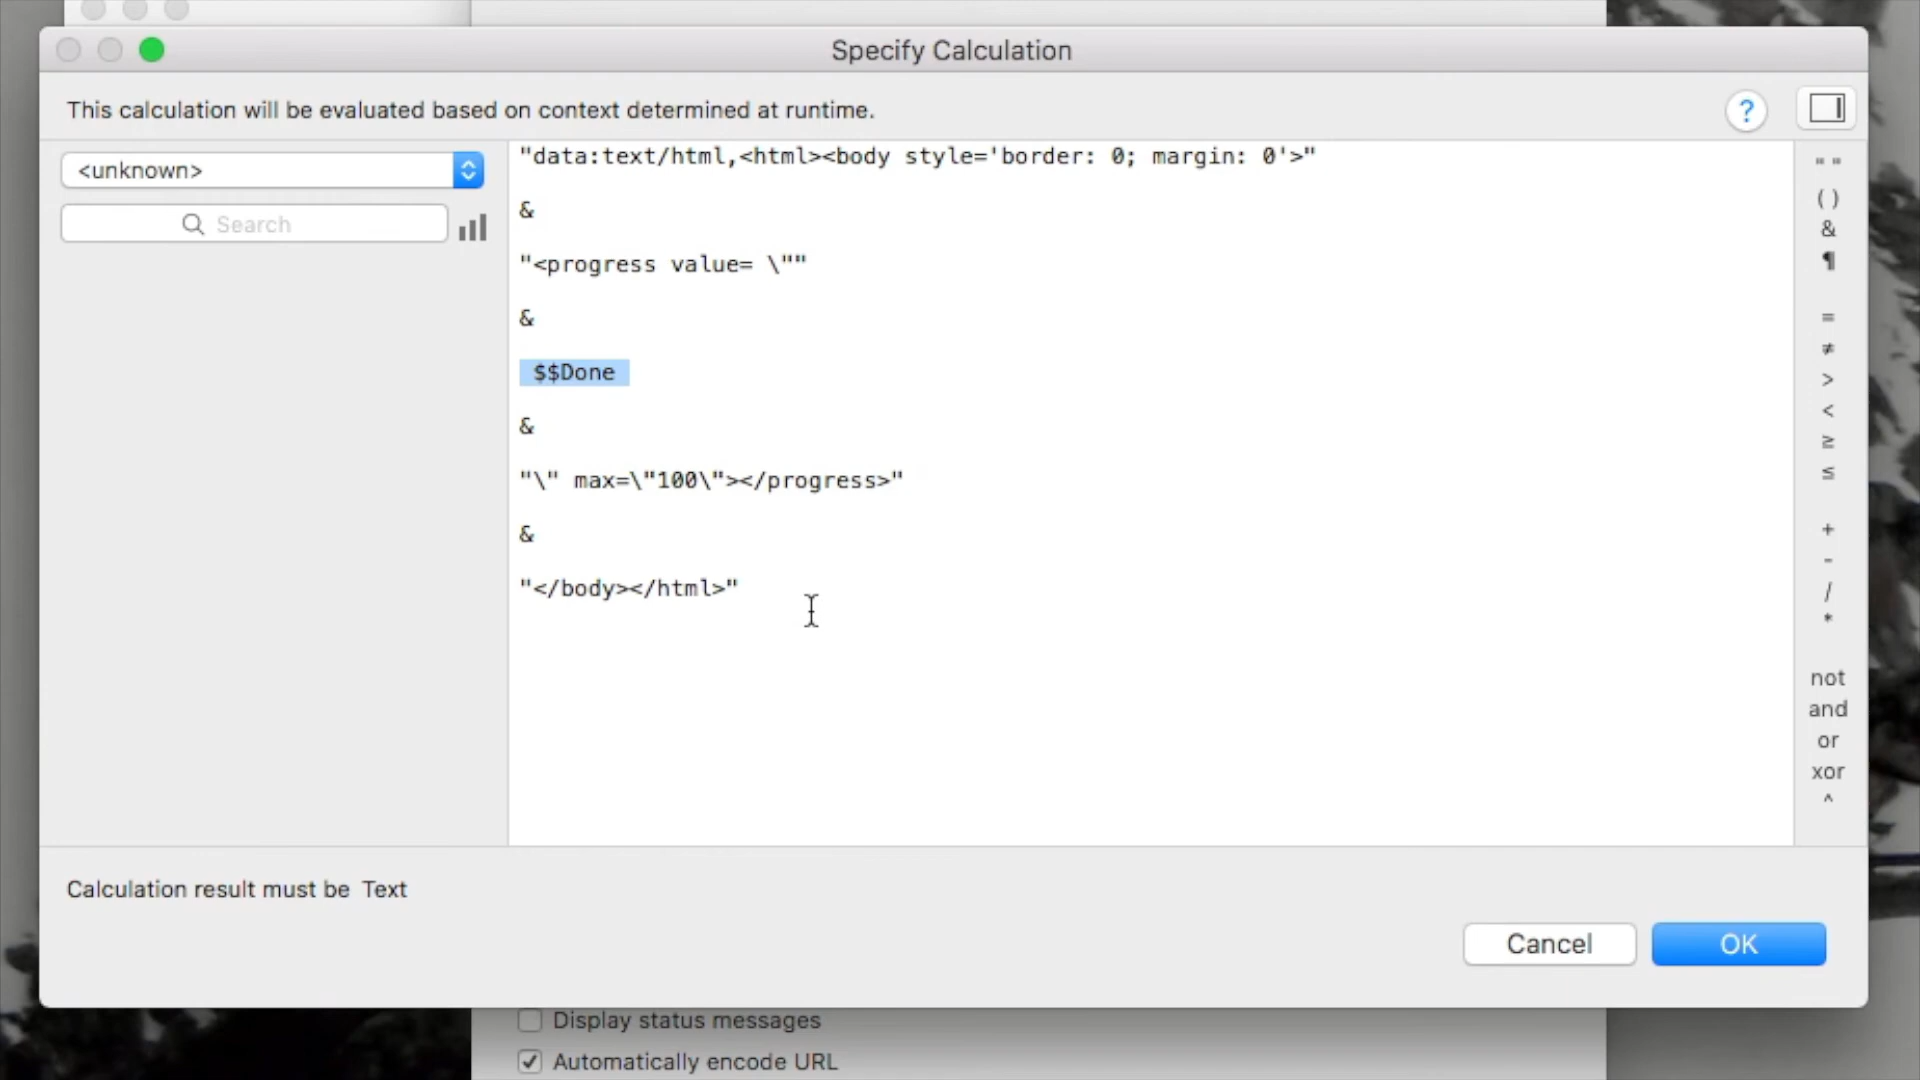 Specify Calculation
This calculation will be evaluated based on context determined at runtime.
?
<unknown>
Search
"data:text/html,<html><body style='border: 0; margin: 0'>"
&
"<progress value= \""
&
$$Done
&
"\" max=\"100\"></progress>"
&
"</body></html>"
" "
( )
&
¶
=
≠
>
<
≥
≤
+
-
/
*
not
and
or
xor
^
Calculation result must be Text
Cancel
OK
Display status messages
Automatically encode URL